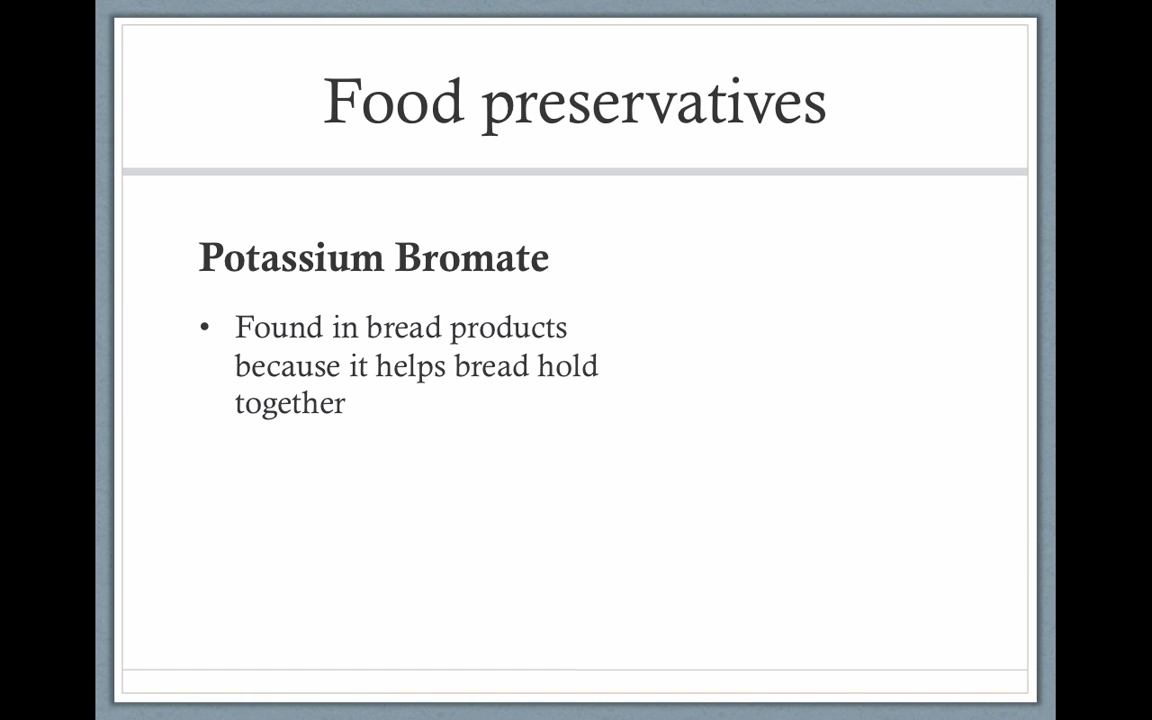 Food preservatives
Potassium Bromate
• Found in bread products
because it helps bread hold
together